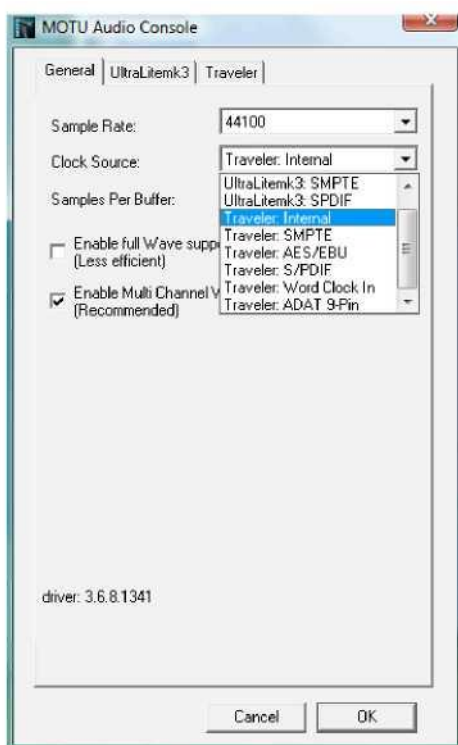 MOTU Audio Console
General UltraLitemk3 Traveler
Sample Rate: 44100
Clock Source: Traveler: Internal
UltraLitemk3: SMPTE
Samples Per Buffer: UltraLitemk3: SPDIF
Traveler: Internal
Traveler: SMPTE
Enable full Wave supp
Traveler: AES/EBU
(Less efficient)
Traveler: S/PDIF
Enable Multi Channel
Traveler: Word Clock In
(Recommended)
Traveler: ADAT 9-Pin
driver: 3.6.8.1341
Cancel OK